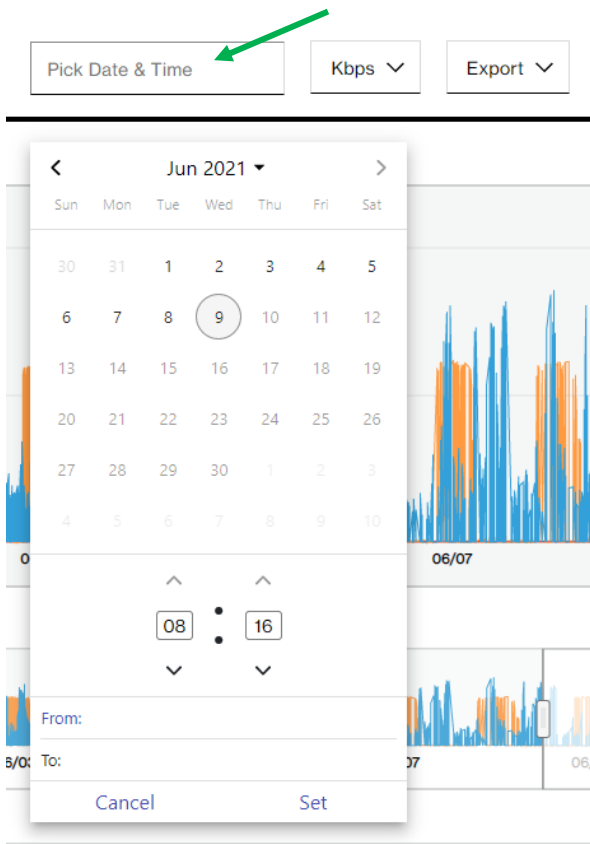 Pick Date & Time Kbps Export
Jun 2021
Sun Mon Tue Wed Thu Fri Sat
30 31 1 2 3 4 5
6 7 8 9 10 11 12
13 14 15 16 17 18 19
20 21 22 23 24 25 26
27 28 29 30 1 2 3
4 5 6 7 8 9 10
06/07
08 : 16
From:
To:
Cancel Set